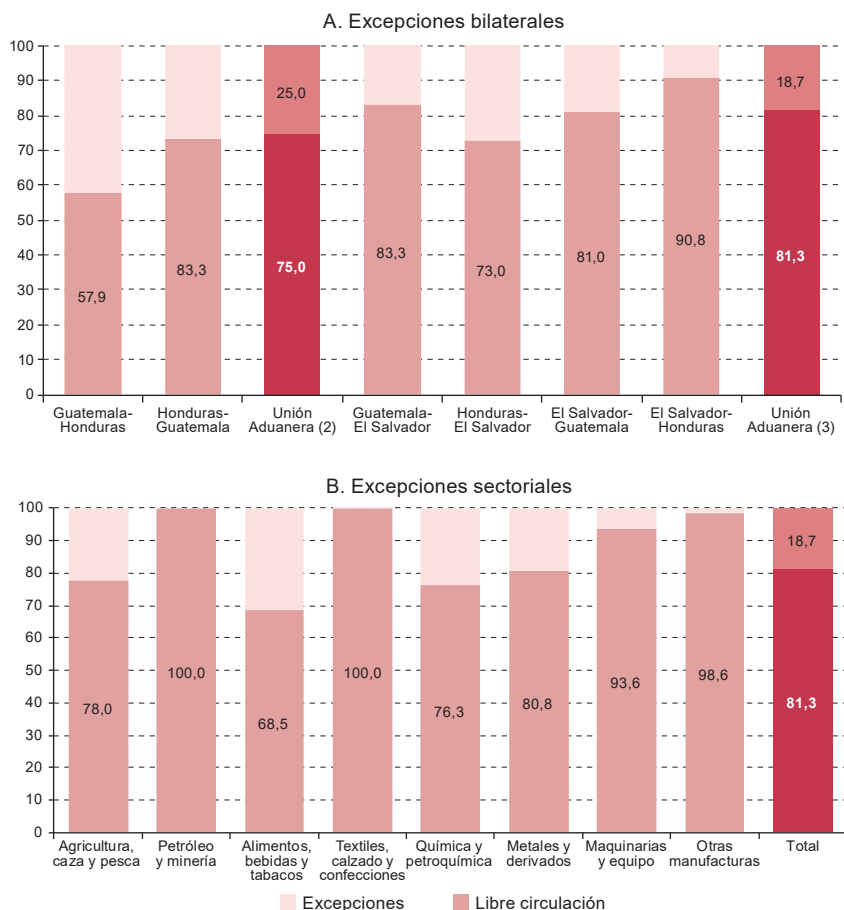 A. Excepciones bilaterales
100
90
80
70
60
50
40
30
20
10
0
57,9
83,3
25,0
75,0
83,3
73,0
81,0
90,8
18,7
81,3
Guatemala-
Honduras
Honduras-
Guatemala
Unión
Aduanera (2)
Guatemala-
El Salvador
Honduras-
El Salvador
El Salvador-
Guatemala
El Salvador-
Honduras
Unión
Aduanera (3)
B. Excepciones sectoriales
100
90
80
70
60
50
40
30
20
10
0
78,0
100,0
68,5
100,0
76,3
80,8
93,6
98,6
18,7
81,3
Agricultura,
caza y pesca
Petróleo
y minería
Alimentos,
bebidas y
tabacos
Textiles,
calzado y
confecciones
Química y
petroquímica
Metales y
derivados
Maquinarias
y equipo
Otras
manufacturas
Total
Excepciones
Libre circulación